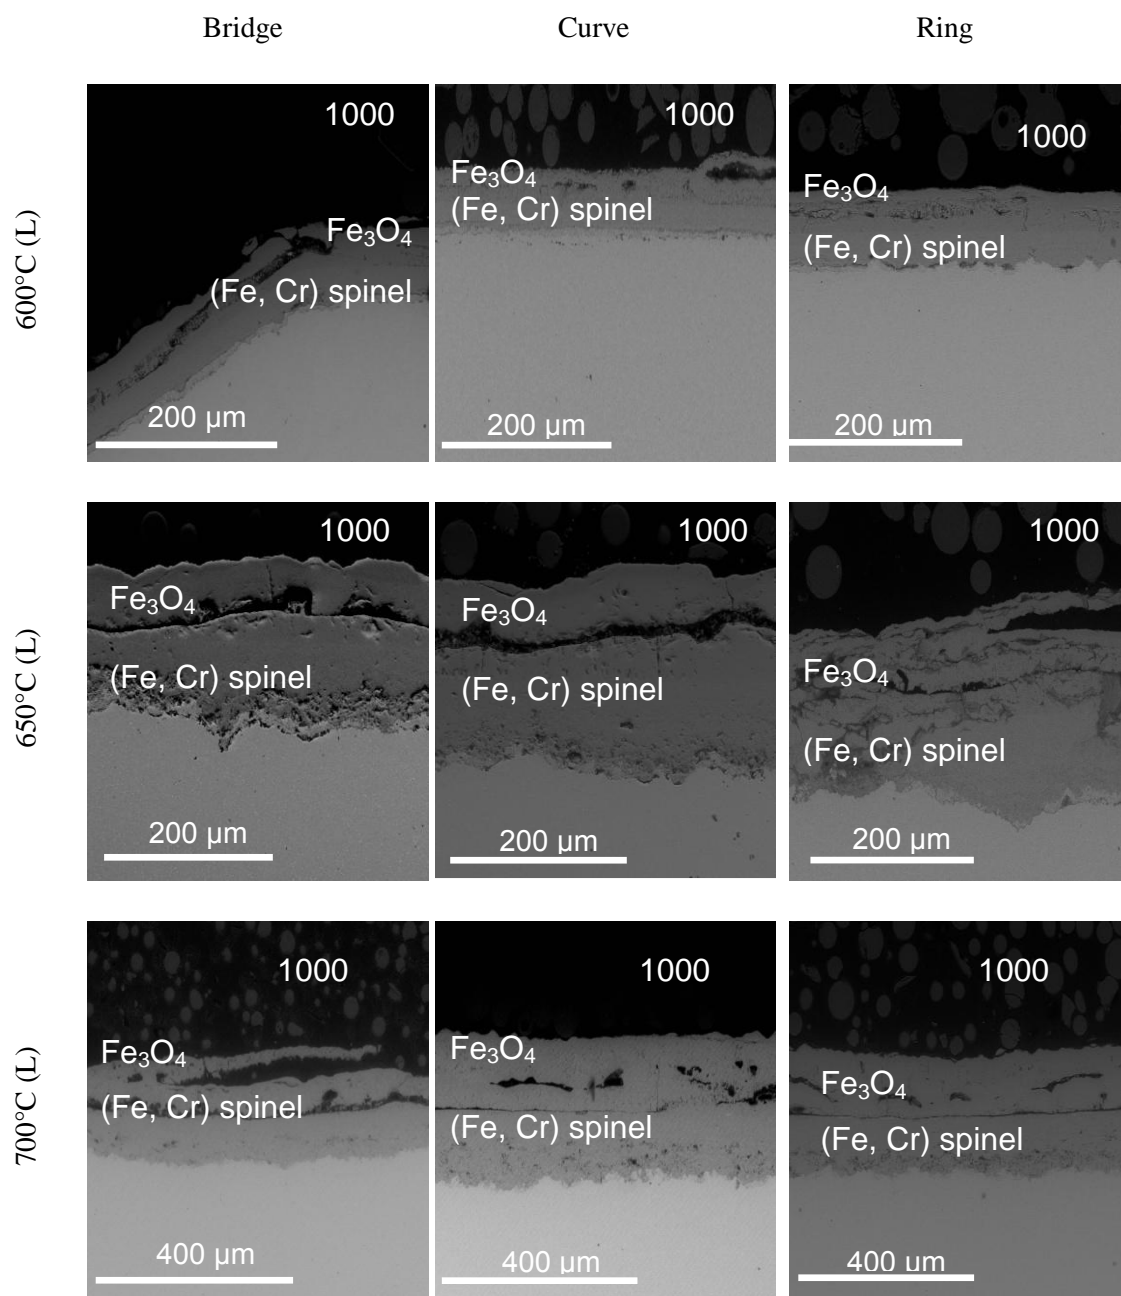 Bridge Curve Ring
600°C (L)
1000
Fe₃O₄
(Fe, Cr) spinel
200 µm
1000
Fe₃O₄
(Fe, Cr) spinel
200 µm
1000
Fe₃O₄
(Fe, Cr) spinel
200 µm
650°C (L)
1000
Fe₃O₄
(Fe, Cr) spinel
200 µm
1000
Fe₃O₄
(Fe, Cr) spinel
200 µm
1000
Fe₃O₄
(Fe, Cr) spinel
200 µm
700°C (L)
1000
Fe₃O₄
(Fe, Cr) spinel
400 µm
1000
Fe₃O₄
(Fe, Cr) spinel
400 µm
1000
Fe₃O₄
(Fe, Cr) spinel
400 µm